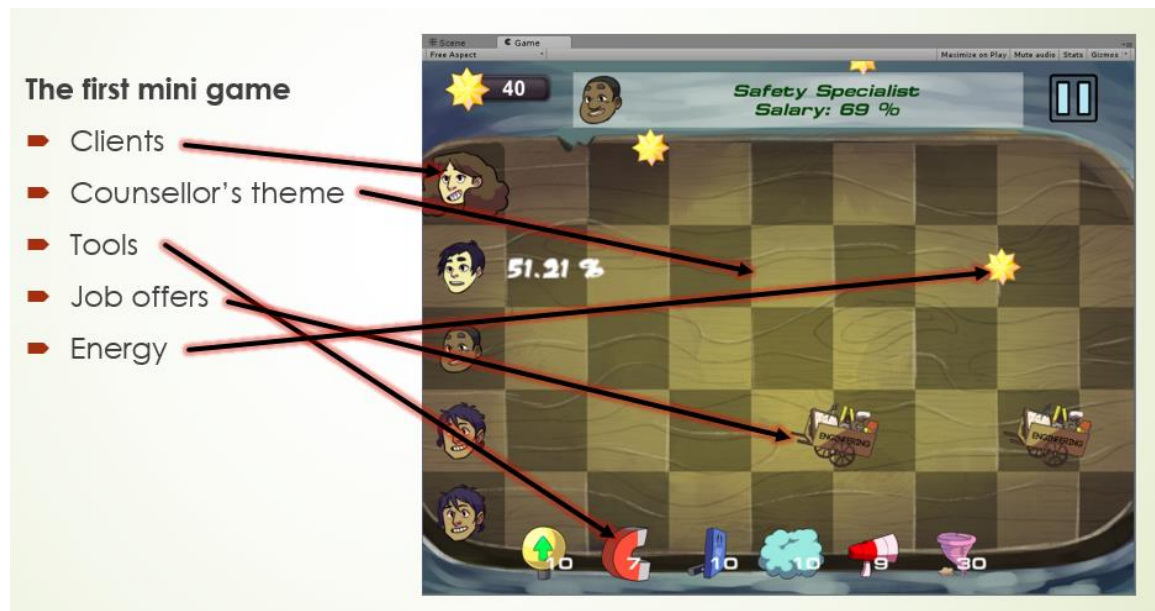 The first mini game
Clients
Counsellor's theme
Tools
Job offers
Energy
Scene
Game
Free Aspect
Maximize on Play
Mute audio
Stats
Gizmos
40
Safety Specialist
Salary: 69 %
51.21 %
ENGINEERING
ENGINEERING
10
7
10
10
9
30